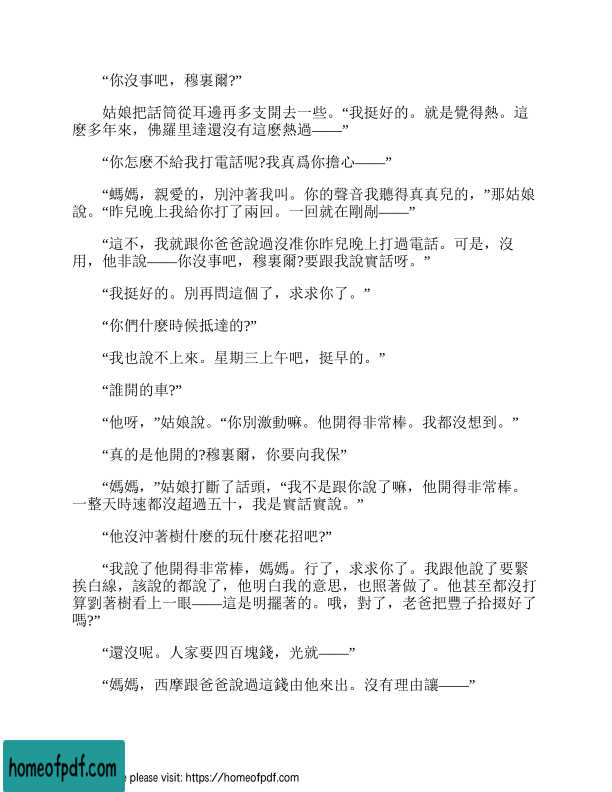 “你沒事吧，穆裏爾?”
姑娘把話筒從耳邊再多支開去一些。“我挺好的。就是覺得熱。這
麽多年來，佛羅里達還沒有這麽熱過——”
“你怎麽不給我打電話呢?我真爲你擔心——”
“螞媽，親愛的，別沖著我叫。你的聲音我聽得真真兒的，”那姑娘
說。“昨兒晚上我給你打了兩回。一回就在剛剮——”
“這不，我就跟你爸爸說過沒准你昨兒晚上打過電話。可是，沒
用，他非說——你沒事吧，穆裏爾?要跟我說實話呀。”
“我挺好的。別再問這個了，求求你了。”
“你們什麽時候抵達的?”
“我也說不上來。星期三上午吧，挺早的。”
“誰開的車?”
“他呀，”姑娘說。“你別激動嘛。他開得非常棒。我都沒想到。”
“真的是他開的?穆裏爾，你要向我保”
“媽媽，”姑娘打斷了話頭，“我不是跟你說了嘛，他開得非常棒。
一整天時速都沒超過五十，我是實話實說。”
“他沒沖著樹什麽的玩什麽花招吧?”
“我說了他開得非常棒，媽媽。行了，求求你了。我跟他說了要緊
挨白線，該說的都說了，他明白我的意思，也照著做了。他甚至都沒打
算劉著樹看上一眼——這是明擺著的。哦，對了，老爸把豐子拾掇好了
嗎?”
“還沒呢。人家要四百塊錢，光就——”
“媽媽，西摩跟爸爸說過這錢由他來出。沒有理由讓——”
homeofpdf.com
e please visit: https://homeofpdf.com